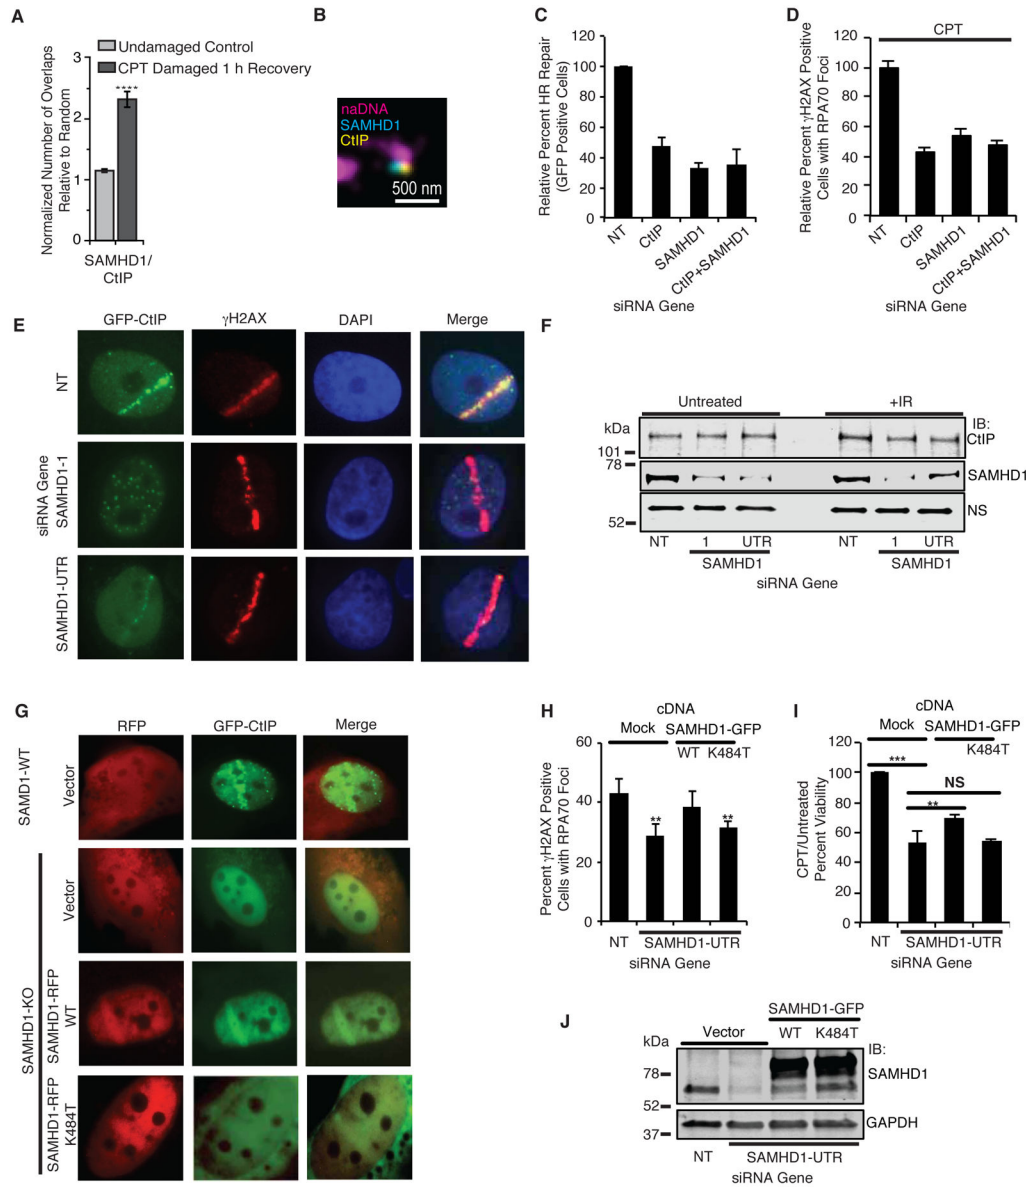 A
Undamaged Control
CPT Damaged 1 h Recovery
Normalized Numnber of Overlaps
Relative to Random
3
2
1
0
****
SAMHD1/
CtIP
B
naDNA
SAMHD1
CtIP
500 nm
C
Relative Percent HR Repair
(GFP Positive Cells)
120
100
80
60
40
20
0
NT
CtIP
SAMHD1
CtIP+SAMHD1
siRNA Gene
D
CPT
Relative Percent γH2AX Positive
Cells with RPA70 Foci
120
100
80
60
40
20
0
NT
CtIP
SAMHD1
CtIP+SAMHD1
siRNA Gene
E
GFP-CtIP
γH2AX
DAPI
Merge
NT
siRNA Gene
SAMHD1-1
SAMHD1-UTR
F
Untreated
+IR
kDa
IB:
CtIP
101
78
SAMHD1
NS
52
NT
1
UTR
NT
1
UTR
SAMHD1
SAMHD1
siRNA Gene
G
RFP
GFP-CtIP
Merge
SAMD1-WT
Vector
SAMHD1-KO
Vector
SAMHD1-RFP
WT
SAMHD1-RFP
K484T
H
cDNA
Mock
SAMHD1-GFP
WT
K484T
Percent γH2AX Positive
Cells with RPA70 Foci
60
40
20
0
**
**
NT
SAMHD1-UTR
siRNA Gene
I
cDNA
Mock
SAMHD1-GFP
K484T
***
NS
**
CPT/Untreated
Percent Viability
120
100
80
60
40
20
0
NT
SAMHD1-UTR
siRNA Gene
J
SAMHD1-GFP
Vector
WT
K484T
kDa
IB:
SAMHD1
78
52
GAPDH
37
NT
SAMHD1-UTR
siRNA Gene